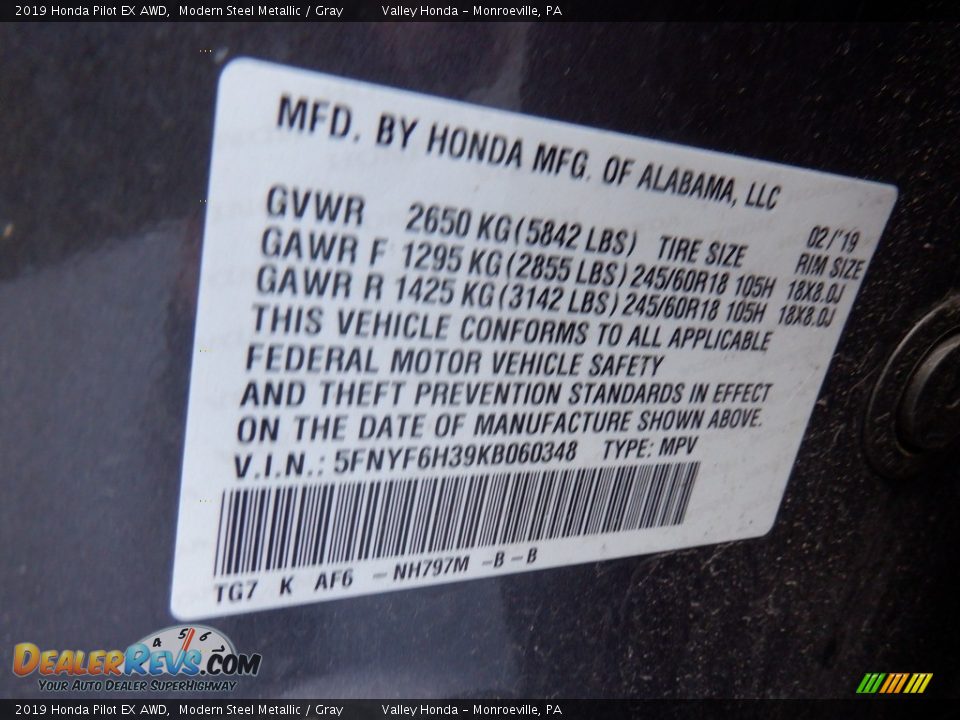 2019 Honda Pilot EX AWD,  Modern Steel Metallic / Gray    Valley Honda - Monroeville, PA
MFD. BY HONDA MFG. OF ALABAMA, LLC
02/'19
GVWR 2650 KG (5842 LBS) TIRE SIZE RIM SIZE
GAWR F 1295 KG (2855 LBS) 245/60R18 105H 18X8.0J
GAWR R 1425 KG (3142 LBS) 245/60R18 105H 18X8.0J
THIS VEHICLE CONFORMS TO ALL APPLICABLE
FEDERAL MOTOR VEHICLE SAFETY
AND THEFT PREVENTION STANDARDS IN EFFECT
ON THE DATE OF MANUFACTURE SHOWN ABOVE.
V.I.N.: 5FNYF6H39KB060348 TYPE: MPV
TG7 K AF6 –NH797M –B–B
4 5 6 7
DEALERREVS.COM
YOUR AUTO DEALER SUPERHIGHWAY
2019 Honda Pilot EX AWD,  Modern Steel Metallic / Gray    Valley Honda - Monroeville, PA